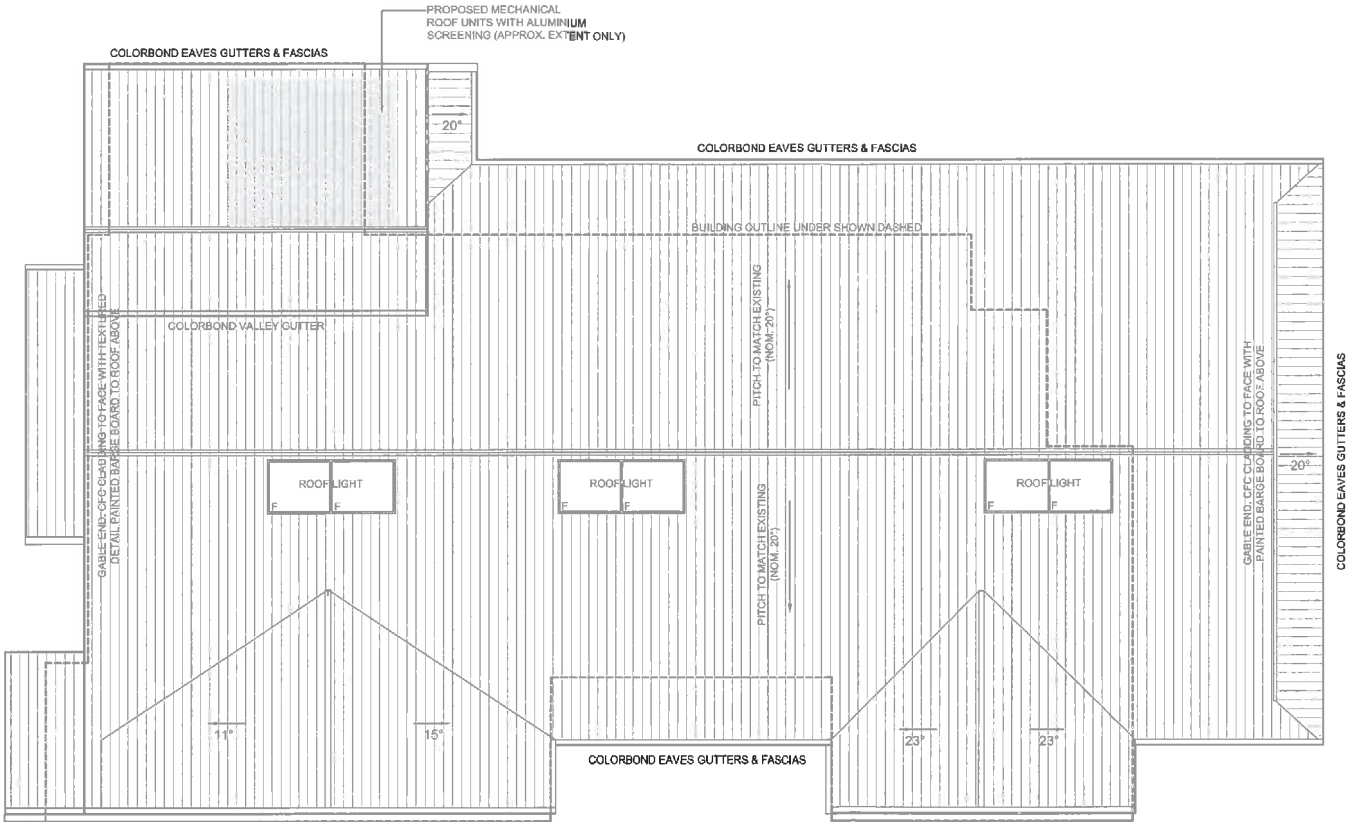 PROPOSED MECHANICAL
ROOF UNITS WITH ALUMINIUM
SCREENING (APPROX. EXTENT ONLY)
COLORBOND EAVES GUTTERS & FASCIAS
20°
COLORBOND EAVES GUTTERS & FASCIAS
BUILDING OUTLINE UNDER SHOWN DASHED
PITCH TO MATCH EXISTING
(NOM. 20°)
COLORBOND VALLEY GUTTER
GABLE END. CFC CLADDING TO FACE WITH TEXTURED
DETAIL PAINTED BARGE BOARD TO ROOF ABOVE
GABLE END. CFC CLADDING TO FACE WITH
PAINTED BARGE BOARD TO ROOF ABOVE
COLORBOND EAVES GUTTERS & FASCIAS
20°
ROOF LIGHT
F F
ROOF LIGHT
F F
ROOF LIGHT
F F
PITCH TO MATCH EXISTING
(NOM. 20°)
11°
15°
23°
23°
COLORBOND EAVES GUTTERS & FASCIAS